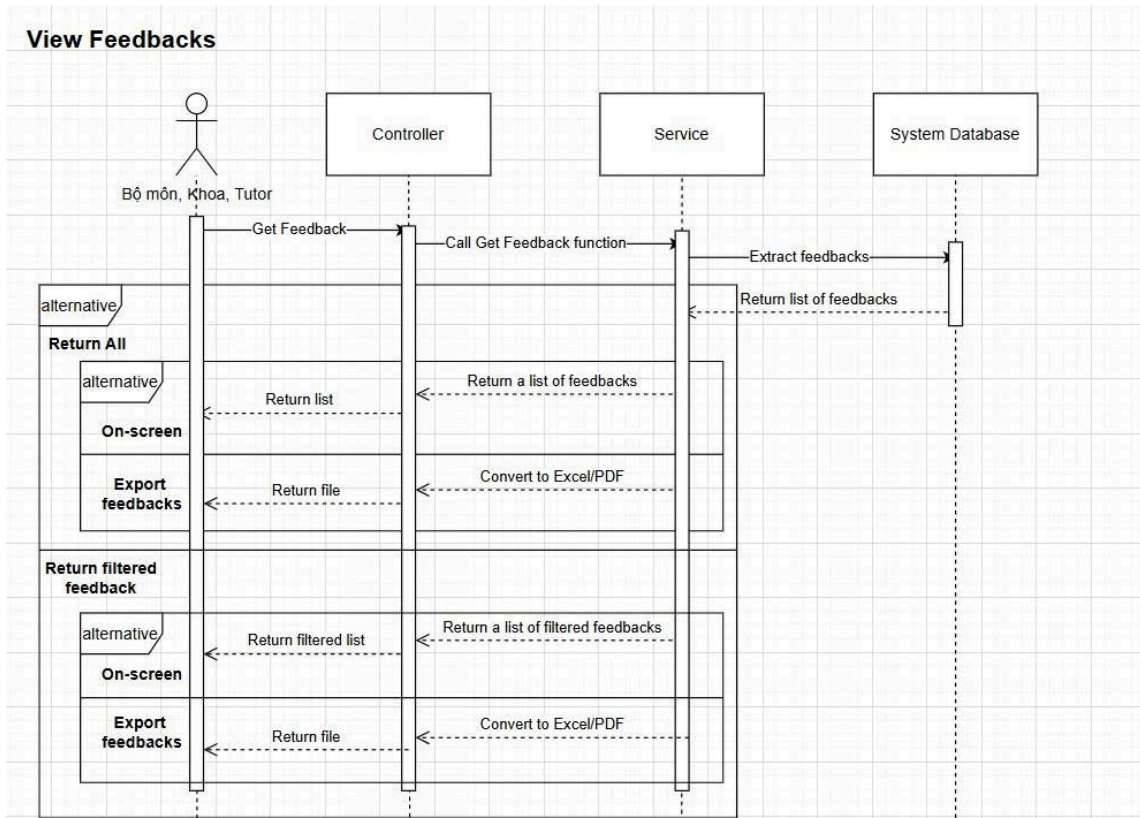 View Feedbacks
Controller
Service
System Database
Bộ môn, Khoa, Tutor
Get Feedback
Call Get Feedback function
Extract feedbacks
Return list of feedbacks
alternative
Return All
alternative
Return a list of feedbacks
Return list
On-screen
Convert to Excel/PDF
Export
feedbacks
Return file
Return filtered
feedback
alternative
Return a list of filtered feedbacks
Return filtered list
On-screen
Convert to Excel/PDF
Export
feedbacks
Return file